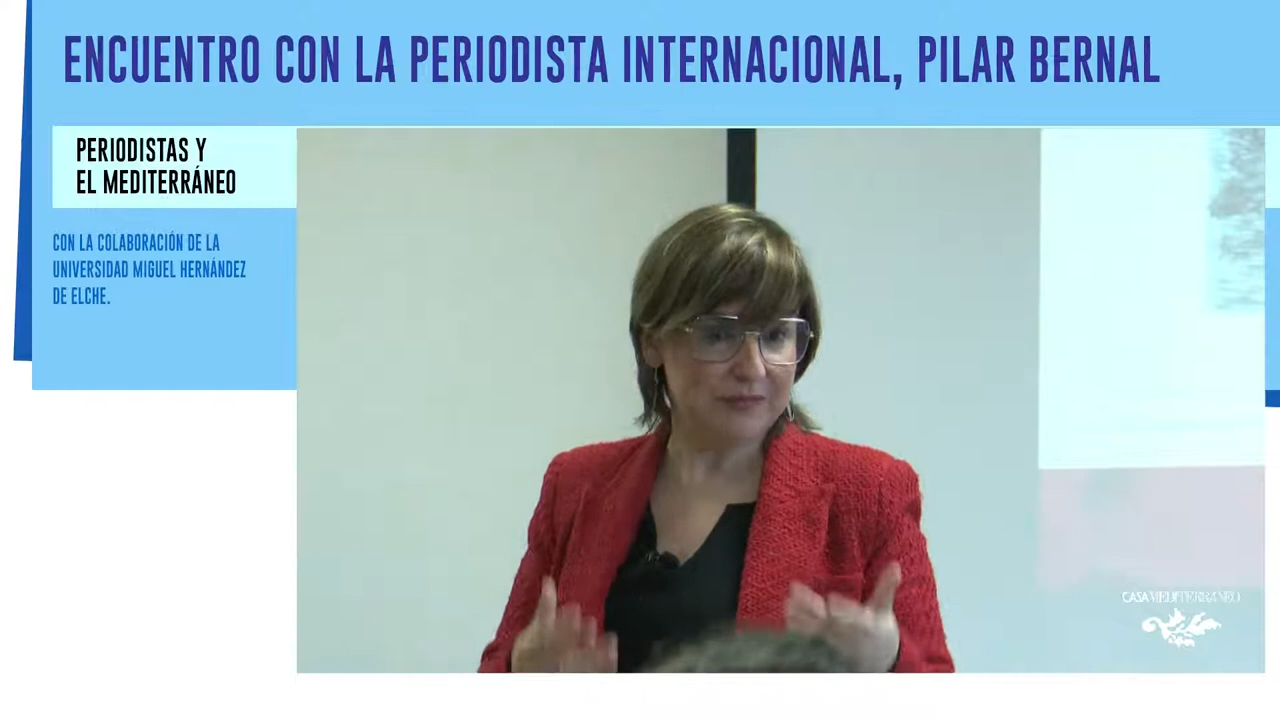 ENCUENTRO CON LA PERIODISTA INTERNACIONAL, PILAR BERNAL
PERIODISTAS Y
EL MEDITERRÁNEO
CON LA COLABORACIÓN DE LA
UNIVERSIDAD MIGUEL HERNÁNDEZ
DE ELCHE.
CASA MEDITERRÁNEO